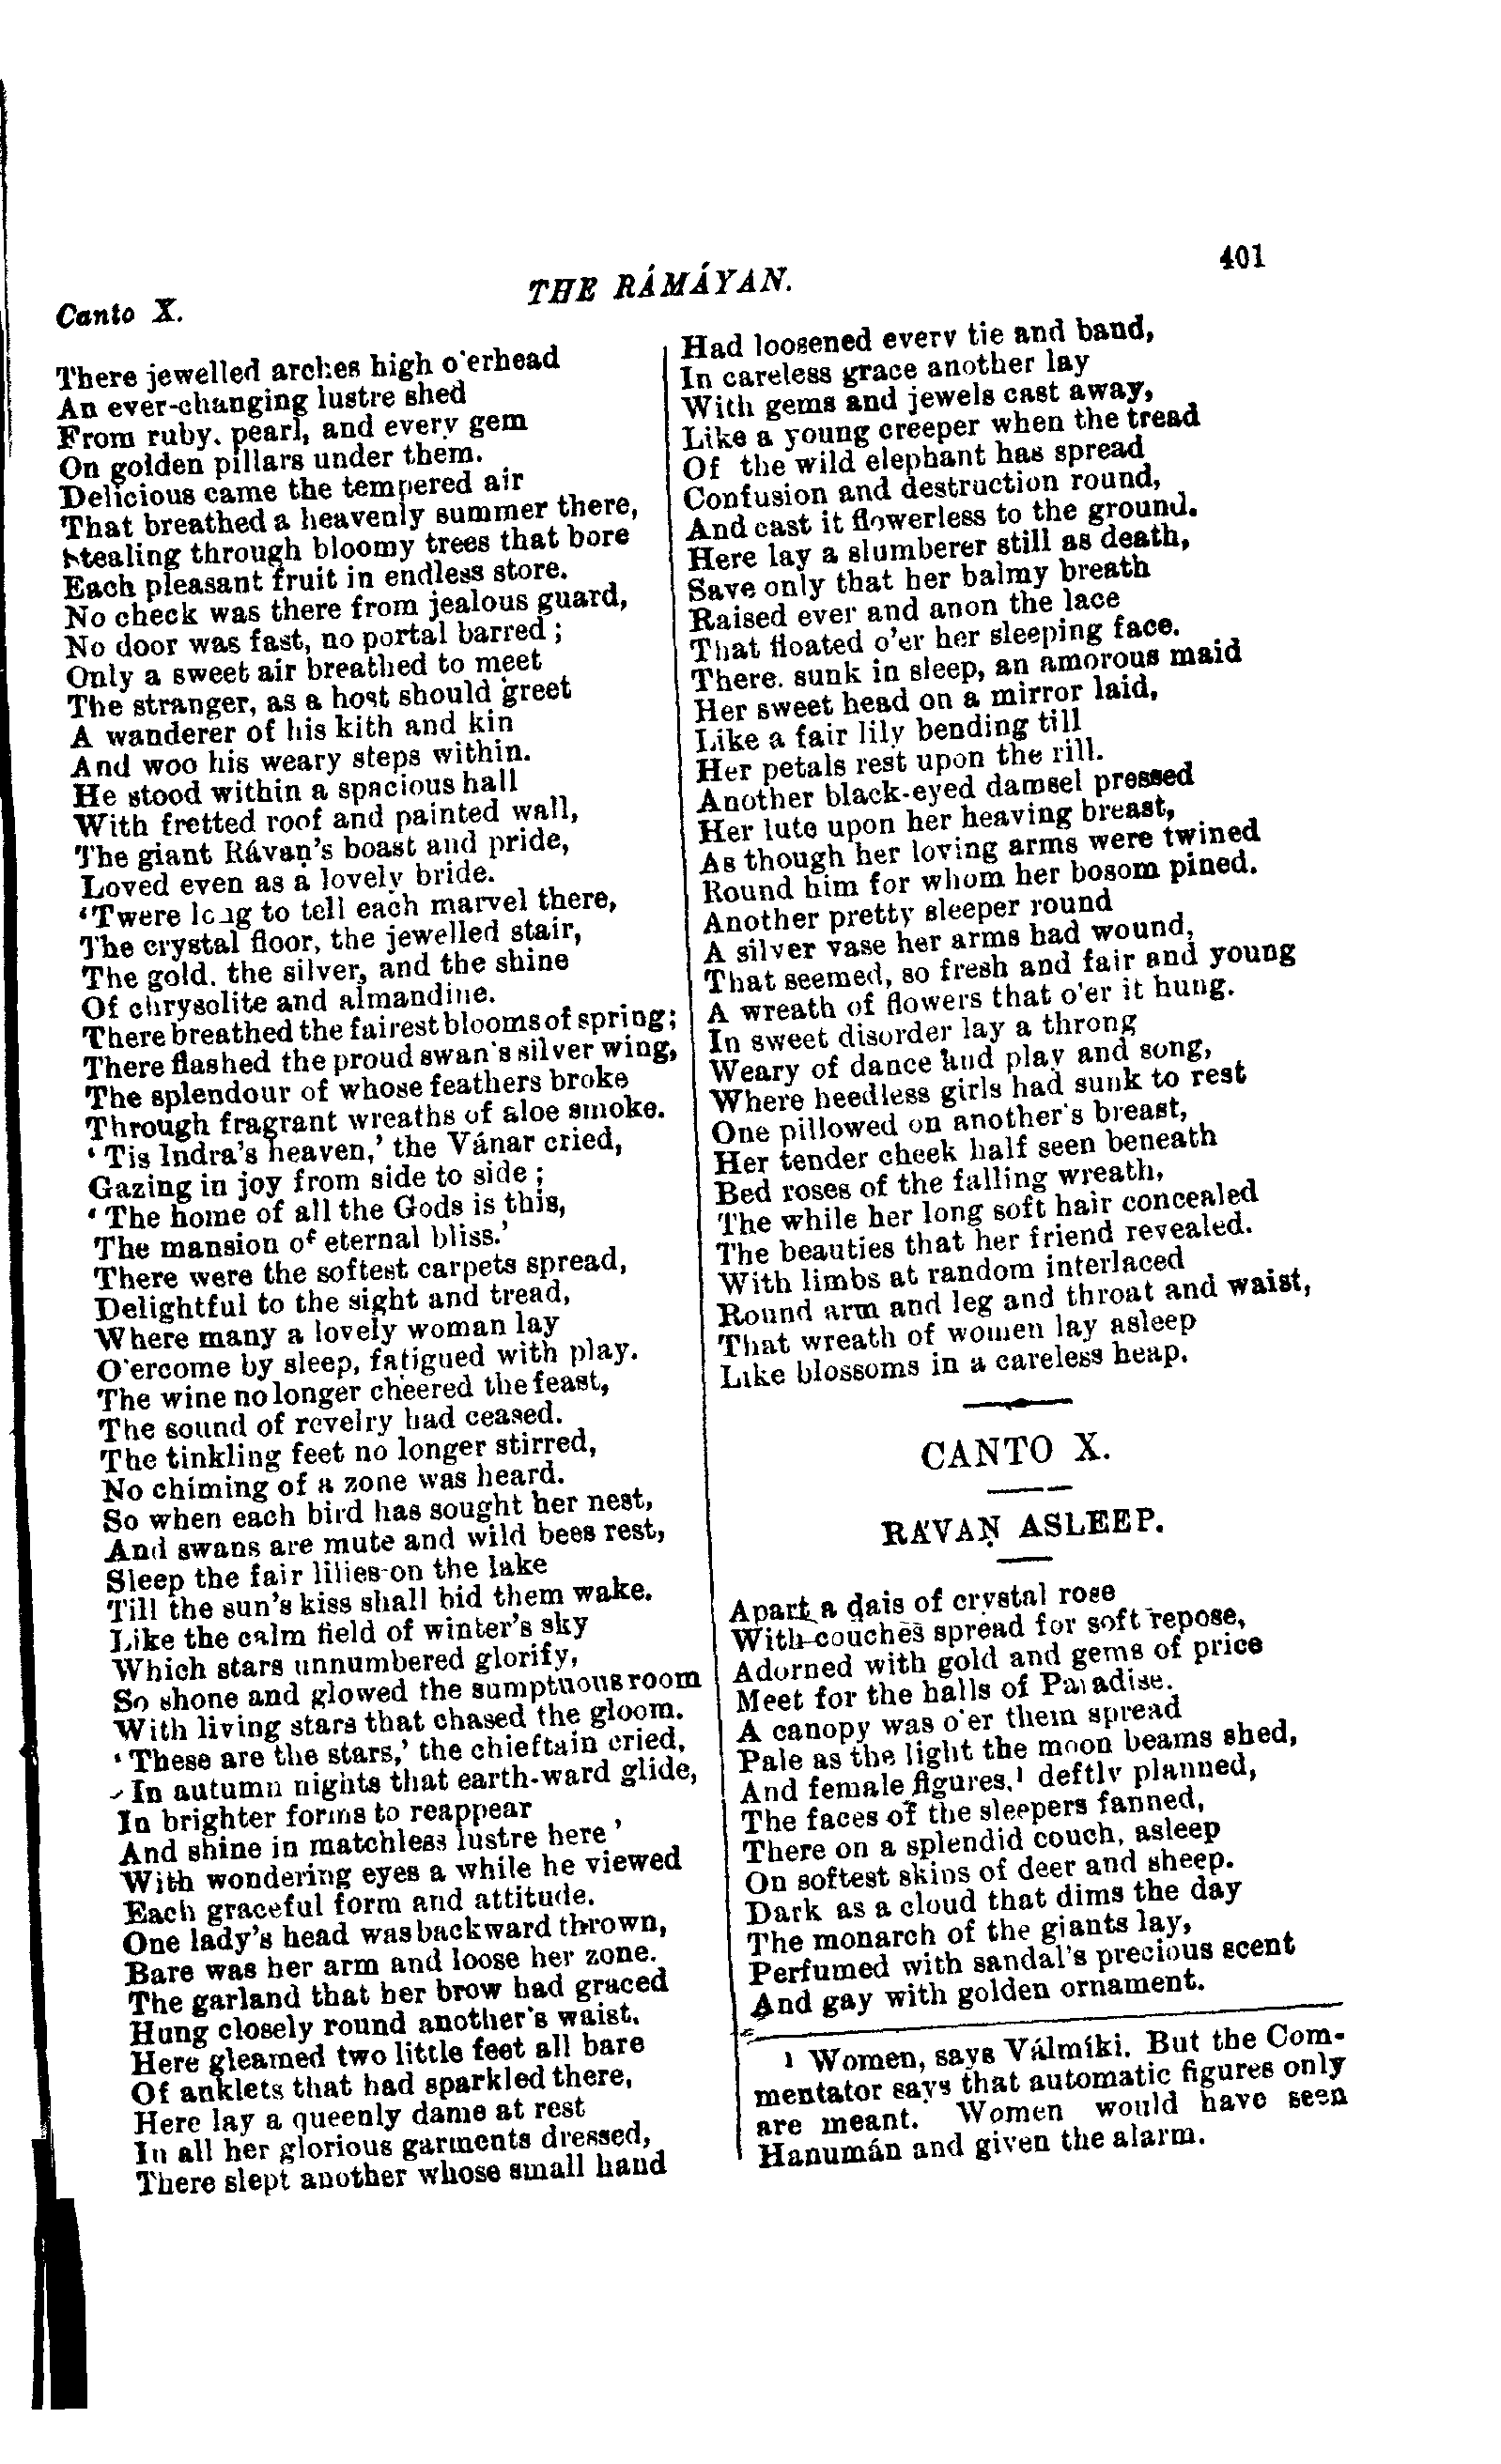 Canto X.
THE RÁMÁYAN.
401
There jewelled arches high o'erhead
An ever-changing lustre shed
From ruby, pearl, and every gem
On golden pillars under them.
Delicious came the tempered air
That breathed a heavenly summer there,
Stealing through bloomy trees that bore
Each pleasant fruit in endless store.
No check was there from jealous guard,
No door was fast, no portal barred;
Only a sweet air breathed to meet
The stranger, as a host should greet
A wanderer of his kith and kin
And woo his weary steps within.
He stood within a spacious hall
With fretted roof and painted wall,
The giant Rávaṇ's boast and pride,
Loved even as a lovely bride.
'Twere long to tell each marvel there,
The crystal floor, the jewelled stair,
The gold, the silver, and the shine
Of chrysolite and almandine.
There breathed the fairest blooms of spring;
There flashed the proud swan's silver wing,
The splendour of whose feathers broke
Through fragrant wreaths of aloe smoke.
'Tis Indra's heaven,' the Vánar cried,
Gazing in joy from side to side;
'The home of all the Gods is this,
The mansion of eternal bliss.'
There were the softest carpets spread,
Delightful to the sight and tread,
Where many a lovely woman lay
O'ercome by sleep, fatigued with play.
The wine no longer cheered the feast,
The sound of revelry had ceased.
The tinkling feet no longer stirred,
No chiming of a zone was heard.
So when each bird has sought her nest,
And swans are mute and wild bees rest,
Sleep the fair lilies on the lake
Till the sun's kiss shall bid them wake.
Like the calm field of winter's sky
Which stars unnumbered glorify,
So shone and glowed the sumptuous room
With living stars that chased the gloom.
'These are the stars,' the chieftain cried,
'In autumn nights that earth-ward glide,
In brighter forms to reappear
And shine in matchless lustre here'
With wondering eyes a while he viewed
Each graceful form and attitude.
One lady's head was backward thrown,
Bare was her arm and loose her zone.
The garland that her brow had graced
Hung closely round another's waist.
Here gleamed two little feet all bare
Of anklets that had sparkled there,
Here lay a queenly dame at rest
In all her glorious garments dressed,
There slept another whose small hand
Had loosened every tie and band,
In careless grace another lay
With gems and jewels cast away,
Like a young creeper when the tread
Of the wild elephant has spread
Confusion and destruction round,
And cast it flowerless to the ground.
Here lay a slumberer still as death,
Save only that her balmy breath
Raised ever and anon the lace
That floated o'er her sleeping face.
There, sunk in sleep, an amorous maid
Her sweet head on a mirror laid,
Like a fair lily bending till
Her petals rest upon the rill.
Another black-eyed damsel pressed
Her lute upon her heaving breast,
As though her loving arms were twined
Round him for whom her bosom pined.
Another pretty sleeper round
A silver vase her arms had wound,
That seemed, so fresh and fair and young
A wreath of flowers that o'er it hung.
In sweet disorder lay a throng
Weary of dance and play and song,
Where heedless girls had sunk to rest
One pillowed on another's breast,
Her tender cheek half seen beneath
Bed roses of the falling wreath,
The while her long soft hair concealed
The beauties that her friend revealed.
With limbs at random interlaced
Round arm and leg and throat and waist,
That wreath of women lay asleep
Like blossoms in a careless heap.
CANTO X.
RÁVAṆ ASLEEP.
Apart a dais of crystal rose
With couches spread for soft repose,
Adorned with gold and gems of price
Meet for the halls of Paradise.
A canopy was o'er them spread
Pale as the light the moon beams shed,
And female figures,¹ deftly planned,
The faces of the sleepers fanned,
There on a splendid couch, asleep
On softest skins of deer and sheep.
Dark as a cloud that dims the day
The monarch of the giants lay,
Perfumed with sandal's precious scent
And gay with golden ornament.
¹ Women, says Válmíki. But the Com-
mentator says that automatic figures only
are meant. Women would have seen
Hanumán and given the alarm.